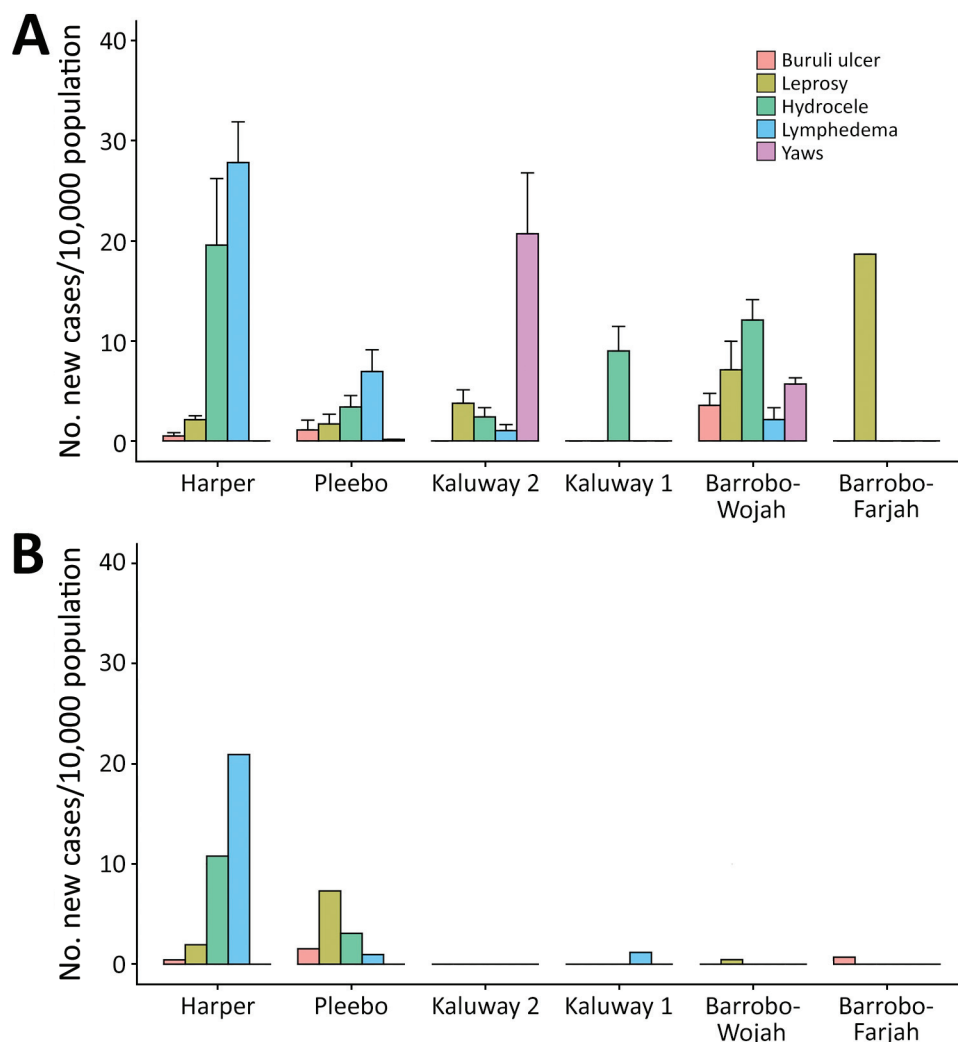 A
No. new cases/10,000 population
40
30
20
10
0
Buruli ulcer
Leprosy
Hydrocele
Lymphedema
Yaws
Harper
Pleebo
Kaluway 2
Kaluway 1
Barrobo-
Wojah
Barrobo-
Farjah
B
No. new cases/10,000 population
40
30
20
10
0
Harper
Pleebo
Kaluway 2
Kaluway 1
Barrobo-
Wojah
Barrobo-
Farjah